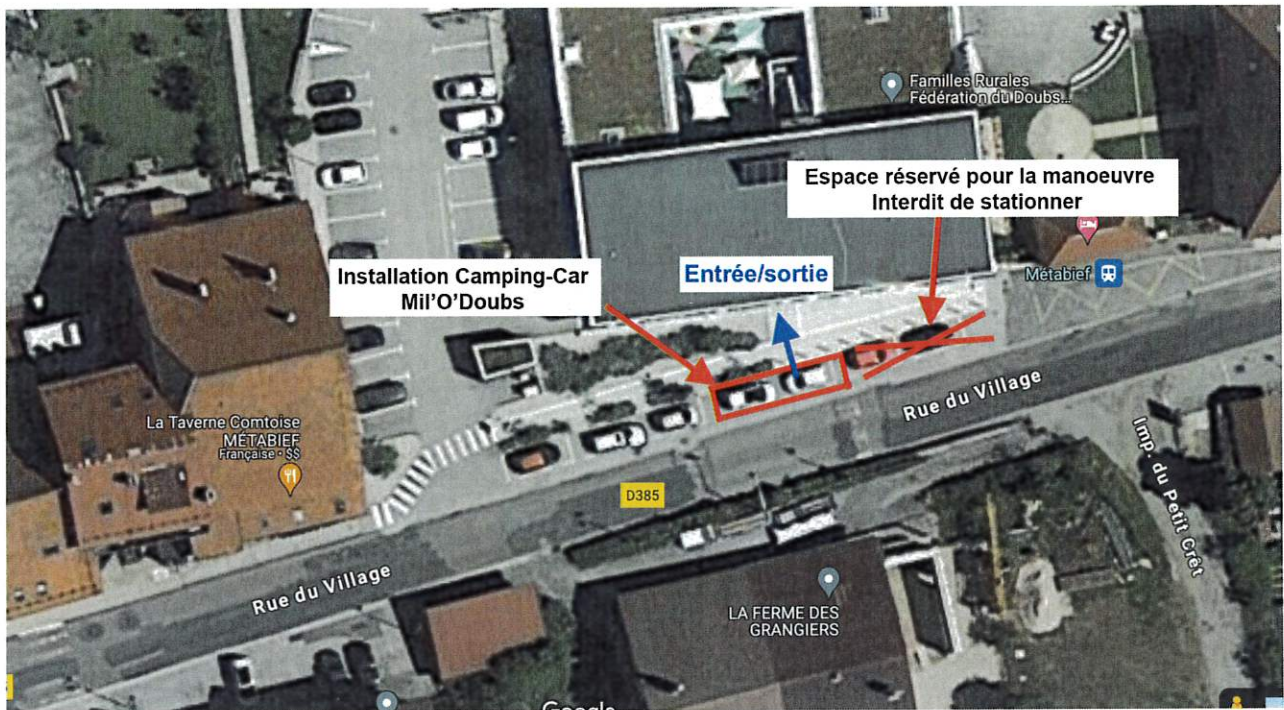 Familles Rurales
Fédération du Doubs...
Espace réservé pour la manoeuvre
Interdit de stationner
Installation Camping-Car
Mil'O'Doubs
Entrée/sortie
Métabief
Rue du Village
La Taverne Comtoise
MÉTABIEF
Française • $$
Imp. du Petit Crêt
D385
Rue du Village
LA FERME DES
GRANGIERS
Google